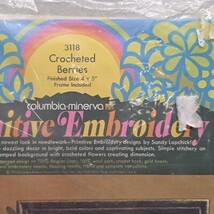 3118
Crocheted
Berries
Finished Size 4 x 5"
Frame Included
columbia-minerva
itive Embroidery
newest look in needlework—Primitive Embroidery designs by Sandy Lapchick!
dazzling decor in bright, bold colors and captivating subjects. Simple stitchery on
stamped background with crocheted flowers creating dimension.